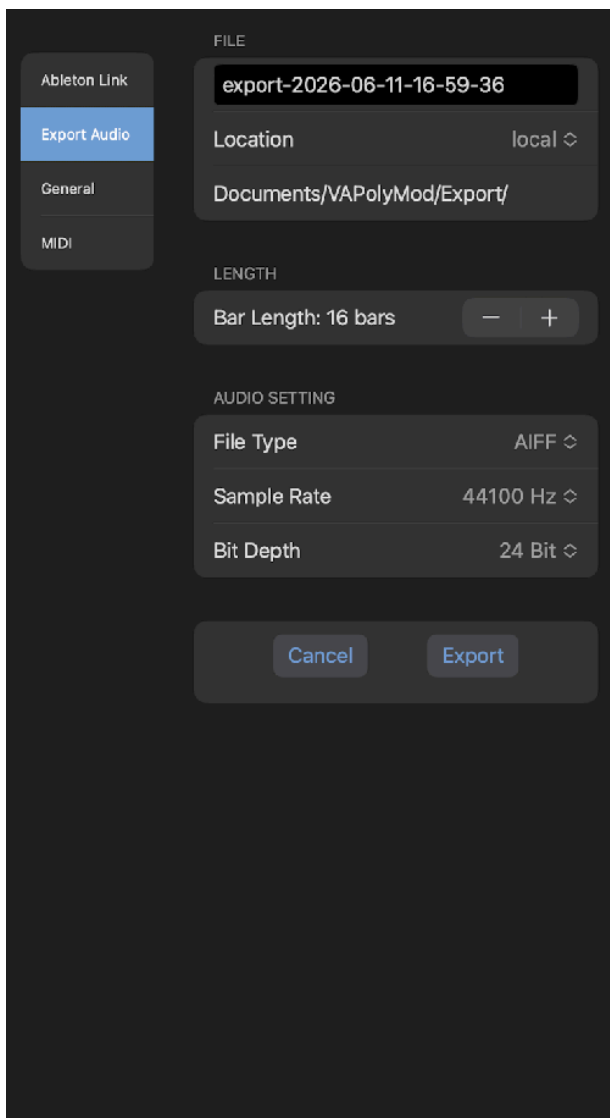 Ableton Link
Export Audio
General
MIDI
FILE
export-2026-06-11-16-59-36
Location local
Documents/VAPolyMod/Export/
LENGTH
Bar Length: 16 bars − +
AUDIO SETTING
File Type AIFF
Sample Rate 44100 Hz
Bit Depth 24 Bit
Cancel Export